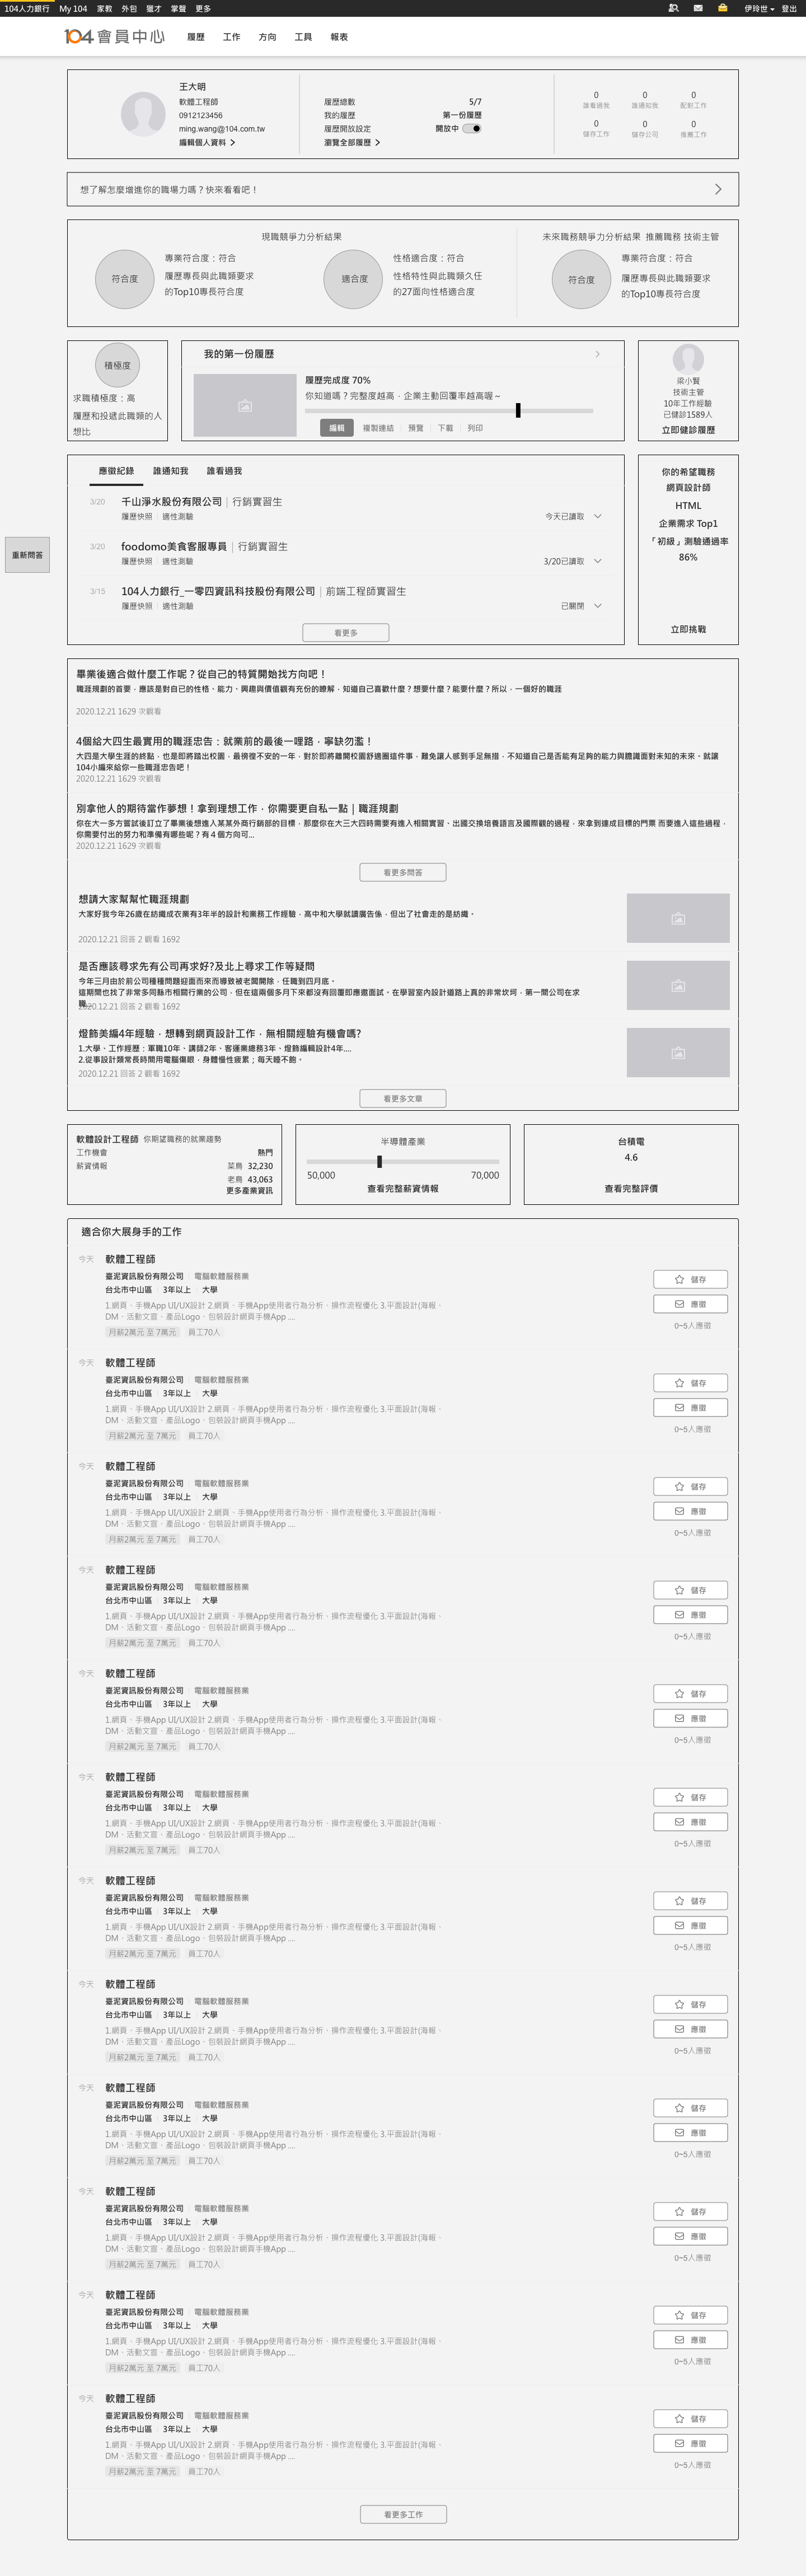 104人力銀行 My 104 家教 外包 獵才 掌聲 更多 伊玲世 登出
104會員中心 履歷 工作 方向 工具 報表
王大明
軟體工程師
0912123456
ming.wang@104.com.tw
編輯個人資料
履歷總數 5/7
我的履歷 第一份履歷
履歷開放設定 開放中
瀏覽全部履歷
0 0 0
誰看過我 誰通知我 配對工作
0 0 0
儲存工作 儲存公司 推薦工作
想了解怎麼增進你的職場力嗎？快來看看吧！
現職競爭力分析結果
符合度
專業符合度：符合
履歷專長與此職類要求
的Top10專長符合度
適合度
性格適合度：符合
性格特性與此職類久任
的27面向性格適合度
未來職務競爭力分析結果 推薦職務 技術主管
符合度
專業符合度：符合
履歷專長與此職類要求
的Top10專長符合度
積極度
求職積極度：高
履歷和投遞此職類的人
想比
我的第一份履歷
履歷完成度 70%
你知道嗎？完整度越高，企業主動回覆率越高喔～
編輯 複製連結 預覽 下載 列印
梁小賢
技術主管
10年工作經驗
已健診1589人
立即健診履歷
重新問答
應徵紀錄 誰通知我 誰看過我
3/20 千山淨水股份有限公司｜行銷實習生
履歷快照 適性測驗 今天已讀取
3/20 foodomo美食客服專員｜行銷實習生
履歷快照 適性測驗 3/20已讀取
3/15 104人力銀行_一零四資訊科技股份有限公司｜前端工程師實習生
履歷快照 適性測驗 已關閉
看更多
你的希望職務
網頁設計師
HTML
企業需求 Top1
「初級」測驗通過率
86%
立即挑戰
畢業後適合做什麼工作呢？從自己的特質開始找方向吧！
職涯規劃的首要，應該是對自己的性格、能力、興趣與價值觀有充份的瞭解，知道自己喜歡什麼？想要什麼？能要什麼？所以，一個好的職涯
2020.12.21 1629 次觀看
4個給大四生最實用的職涯忠告：就業前的最後一哩路，寧缺勿濫！
大四是大學生涯的終點，也是即將踏出校園，最徬徨不安的一年，對於即將離開校園舒適圈這件事，難免讓人感到手足無措，不知道自己是否能有足夠的能力與膽識面對未知的未來。就讓
104小編來給你一些職涯忠告吧！
2020.12.21 1629 次觀看
別拿他人的期待當作夢想！拿到理想工作，你需要更自私一點 | 職涯規劃
你在大一多方嘗試後訂立了畢業後想進入某某外商行銷部的目標，那麼你在大三大四時需要有進入相關實習、出國交換培養語言及國際觀的過程，來拿到達成目標的門票 而要進入這些過程，
你需要付出的努力和準備有哪些呢？有４個方向可...
2020.12.21 1629 次觀看
看更多問答
想請大家幫幫忙職涯規劃
大家好我今年26歲在紡織成衣業有3年半的設計和業務工作經驗，高中和大學就讀廣告係，但出了社會走的是紡織。
2020.12.21 回答 2 觀看 1692
是否應該尋求先有公司再求好?及北上尋求工作等疑問
今年三月由於前公司種種問題迎面而來而導致被老闆開除，任職到四月底。
這期間也找了非常多同縣市相關行業的公司，但在這兩個多月下來都沒有回覆即應邀面試。在學習室內設計道路上真的非常坎坷，第一間公司在求
職...
2020.12.21 回答 2 觀看 1692
燈飾美編4年經驗，想轉到網頁設計工作，無相關經驗有機會嗎?
1.大學、工作經歷：軍職10年、講師2年、客運業總務3年、燈飾編輯設計4年....
2.從事設計類常長時間用電腦傷眼，身體慢性疲累；每天睡不飽。
2020.12.21 回答 2 觀看 1692
看更多文章
軟體設計工程師 你期望職務的就業趨勢
工作機會 熱門
薪資情報 菜鳥 32,230
老鳥 43,063
更多產業資訊
半導體產業
50,000 70,000
查看完整薪資情報
台積電
4.6
查看完整評價
適合你大展身手的工作
今天 軟體工程師
臺泥資訊股份有限公司 電腦軟體服務業 儲存
台北市中山區 3年以上 大學
1.網頁、手機App UI/UX設計 2.網頁、手機App使用者行為分析、操作流程優化 3.平面設計(海報、 應徵
DM、活動文宣、產品Logo、包裝設計網頁手機App ....
月薪2萬元 至 7萬元 員工70人 0~5人應徵
今天 軟體工程師
臺泥資訊股份有限公司 電腦軟體服務業 儲存
台北市中山區 3年以上 大學
1.網頁、手機App UI/UX設計 2.網頁、手機App使用者行為分析、操作流程優化 3.平面設計(海報、 應徵
DM、活動文宣、產品Logo、包裝設計網頁手機App ....
月薪2萬元 至 7萬元 員工70人 0~5人應徵
今天 軟體工程師
臺泥資訊股份有限公司 電腦軟體服務業 儲存
台北市中山區 3年以上 大學
1.網頁、手機App UI/UX設計 2.網頁、手機App使用者行為分析、操作流程優化 3.平面設計(海報、 應徵
DM、活動文宣、產品Logo、包裝設計網頁手機App ....
月薪2萬元 至 7萬元 員工70人 0~5人應徵
今天 軟體工程師
臺泥資訊股份有限公司 電腦軟體服務業 儲存
台北市中山區 3年以上 大學
1.網頁、手機App UI/UX設計 2.網頁、手機App使用者行為分析、操作流程優化 3.平面設計(海報、 應徵
DM、活動文宣、產品Logo、包裝設計網頁手機App ....
月薪2萬元 至 7萬元 員工70人 0~5人應徵
今天 軟體工程師
臺泥資訊股份有限公司 電腦軟體服務業 儲存
台北市中山區 3年以上 大學
1.網頁、手機App UI/UX設計 2.網頁、手機App使用者行為分析、操作流程優化 3.平面設計(海報、 應徵
DM、活動文宣、產品Logo、包裝設計網頁手機App ....
月薪2萬元 至 7萬元 員工70人 0~5人應徵
今天 軟體工程師
臺泥資訊股份有限公司 電腦軟體服務業 儲存
台北市中山區 3年以上 大學
1.網頁、手機App UI/UX設計 2.網頁、手機App使用者行為分析、操作流程優化 3.平面設計(海報、 應徵
DM、活動文宣、產品Logo、包裝設計網頁手機App ....
月薪2萬元 至 7萬元 員工70人 0~5人應徵
今天 軟體工程師
臺泥資訊股份有限公司 電腦軟體服務業 儲存
台北市中山區 3年以上 大學
1.網頁、手機App UI/UX設計 2.網頁、手機App使用者行為分析、操作流程優化 3.平面設計(海報、 應徵
DM、活動文宣、產品Logo、包裝設計網頁手機App ....
月薪2萬元 至 7萬元 員工70人 0~5人應徵
今天 軟體工程師
臺泥資訊股份有限公司 電腦軟體服務業 儲存
台北市中山區 3年以上 大學
1.網頁、手機App UI/UX設計 2.網頁、手機App使用者行為分析、操作流程優化 3.平面設計(海報、 應徵
DM、活動文宣、產品Logo、包裝設計網頁手機App ....
月薪2萬元 至 7萬元 員工70人 0~5人應徵
今天 軟體工程師
臺泥資訊股份有限公司 電腦軟體服務業 儲存
台北市中山區 3年以上 大學
1.網頁、手機App UI/UX設計 2.網頁、手機App使用者行為分析、操作流程優化 3.平面設計(海報、 應徵
DM、活動文宣、產品Logo、包裝設計網頁手機App ....
月薪2萬元 至 7萬元 員工70人 0~5人應徵
今天 軟體工程師
臺泥資訊股份有限公司 電腦軟體服務業 儲存
台北市中山區 3年以上 大學
1.網頁、手機App UI/UX設計 2.網頁、手機App使用者行為分析、操作流程優化 3.平面設計(海報、 應徵
DM、活動文宣、產品Logo、包裝設計網頁手機App ....
月薪2萬元 至 7萬元 員工70人 0~5人應徵
今天 軟體工程師
臺泥資訊股份有限公司 電腦軟體服務業 儲存
台北市中山區 3年以上 大學
1.網頁、手機App UI/UX設計 2.網頁、手機App使用者行為分析、操作流程優化 3.平面設計(海報、 應徵
DM、活動文宣、產品Logo、包裝設計網頁手機App ....
月薪2萬元 至 7萬元 員工70人 0~5人應徵
今天 軟體工程師
臺泥資訊股份有限公司 電腦軟體服務業 儲存
台北市中山區 3年以上 大學
1.網頁、手機App UI/UX設計 2.網頁、手機App使用者行為分析、操作流程優化 3.平面設計(海報、 應徵
DM、活動文宣、產品Logo、包裝設計網頁手機App ....
月薪2萬元 至 7萬元 員工70人 0~5人應徵
看更多工作